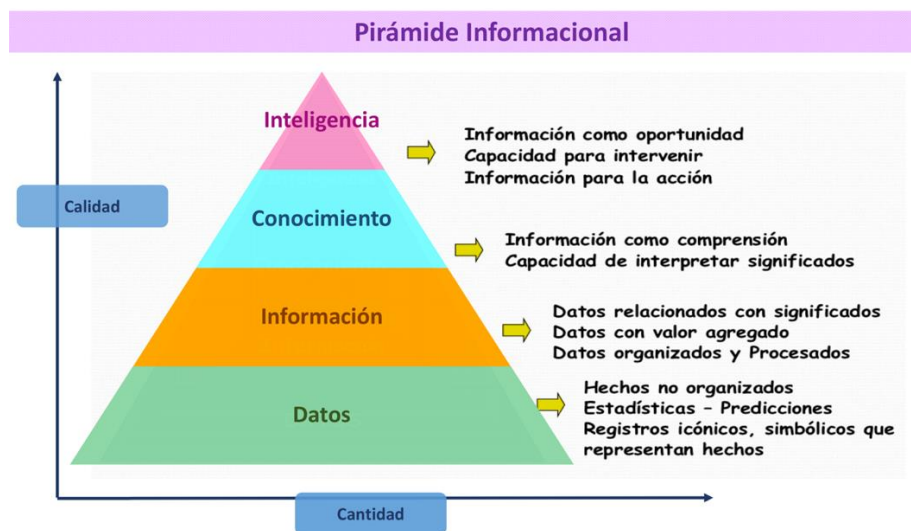 Pirámide Informacional
Inteligencia
Información como oportunidad
Capacidad para intervenir
Información para la acción
Calidad
Conocimiento
Información como comprensión
Capacidad de interpretar significados
Información
Datos relacionados con significados
Datos con valor agregado
Datos organizados y Procesados
Datos
Hechos no organizados
Estadísticas – Predicciones
Registros icónicos, simbólicos que
representan hechos
Cantidad